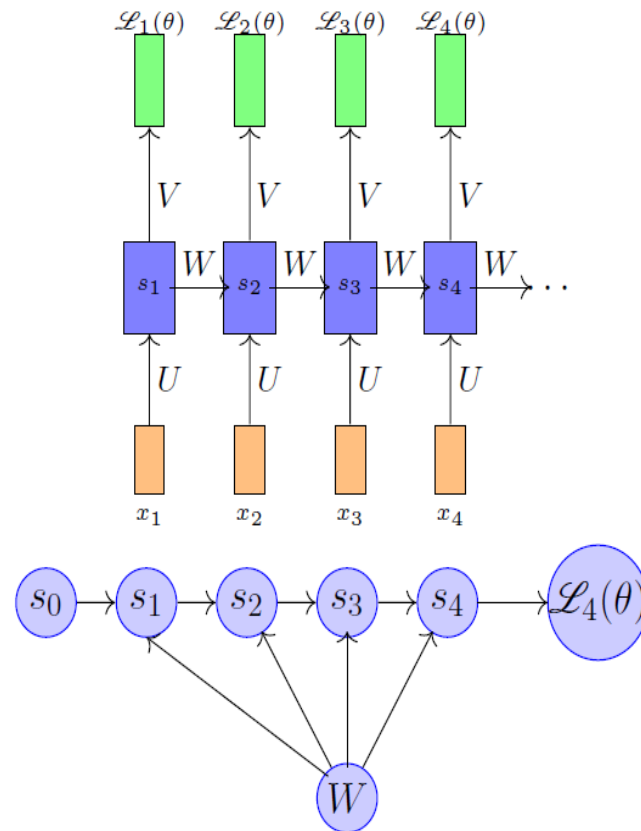 ℒ₁(θ) ℒ₂(θ) ℒ₃(θ) ℒ₄(θ)
V V V V
s₁ W s₂ W s₃ W s₄ W ···
U U U U
x₁ x₂ x₃ x₄
s₀ s₁ s₂ s₃ s₄ ℒ₄(θ)
W